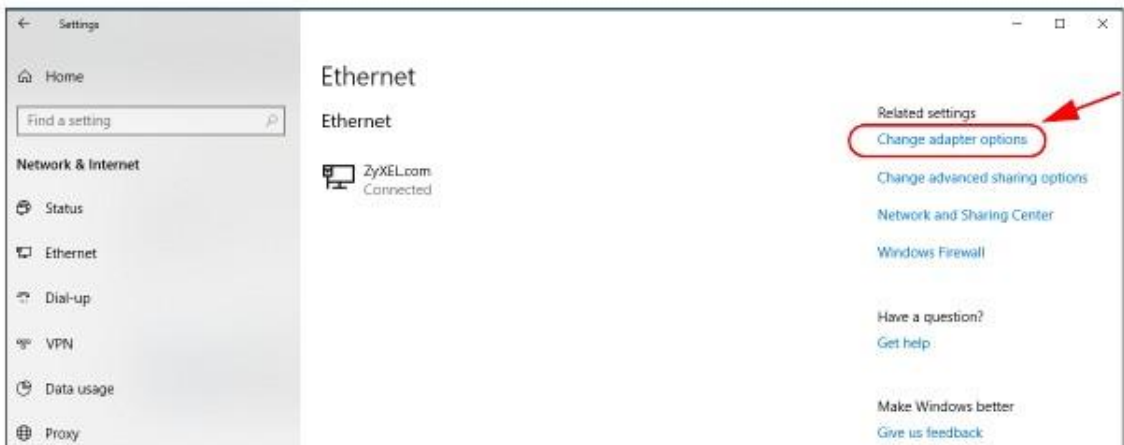 Settings
Home
Find a setting
Network & Internet
Status
Ethernet
Dial-up
VPN
Data usage
Proxy
Ethernet
Ethernet
ZyXEL.com
Connected
Related settings
Change adapter options
Change advanced sharing options
Network and Sharing Center
Windows Firewall
Have a question?
Get help
Make Windows better
Give us feedback